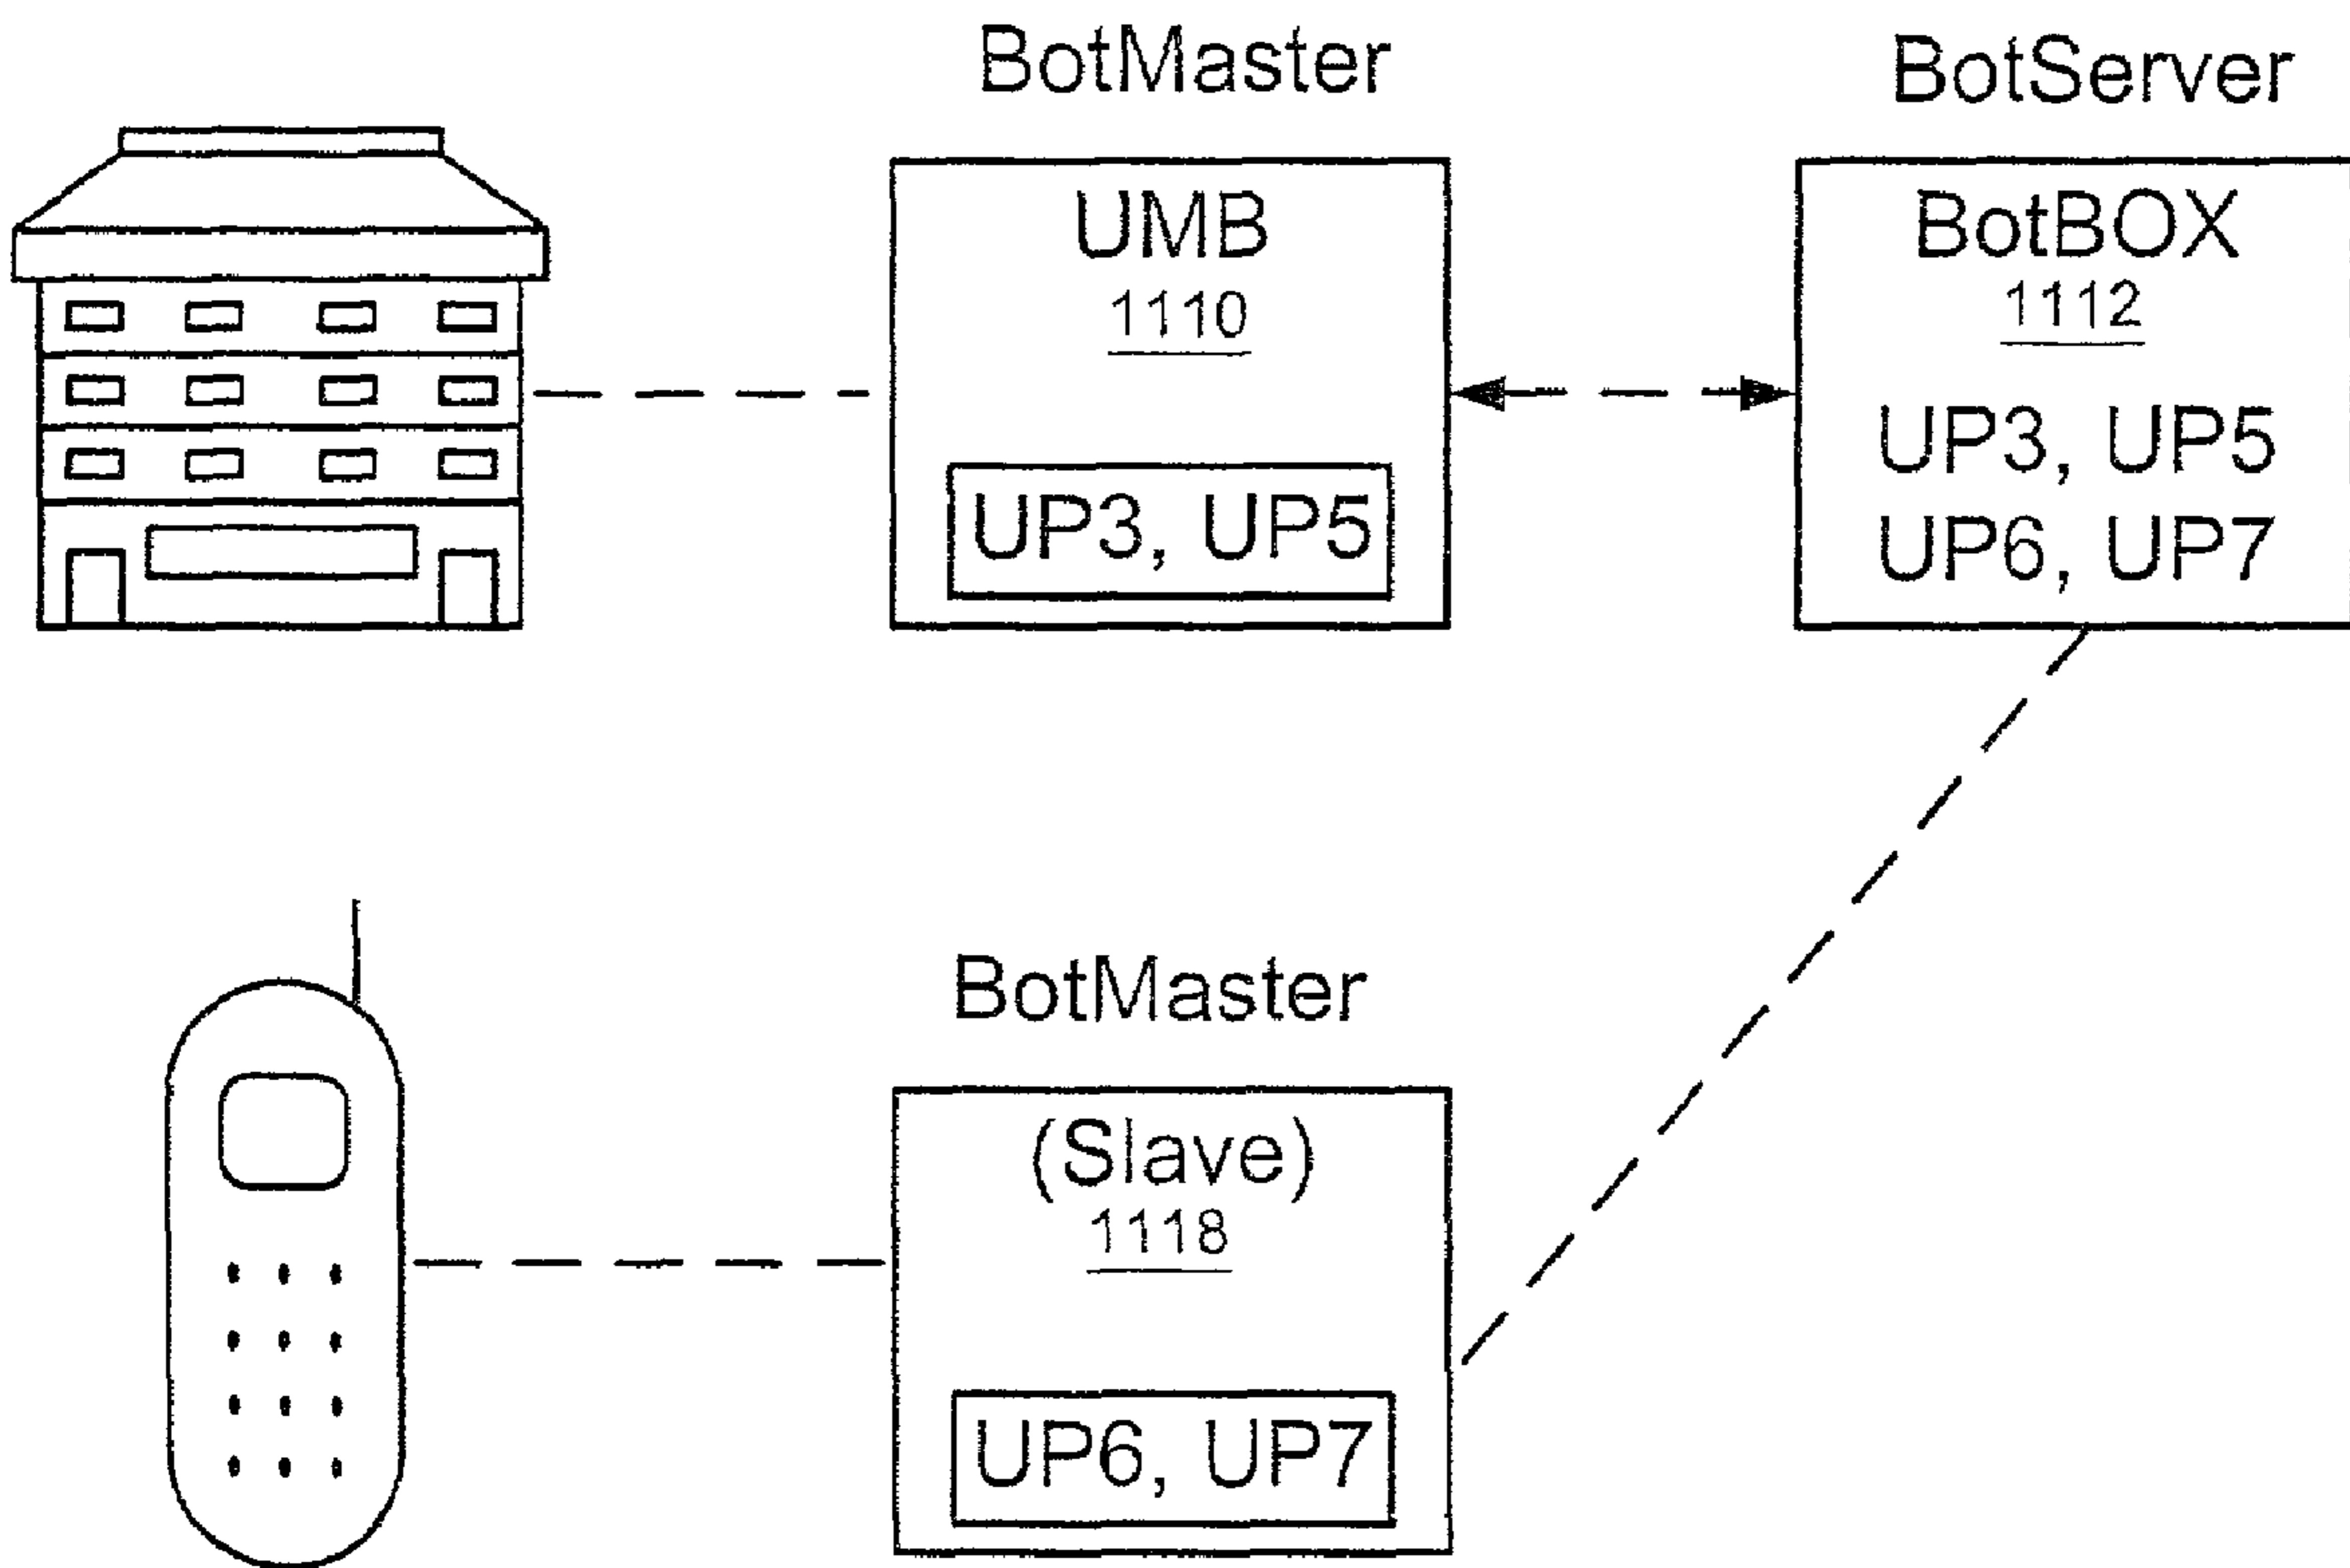 BotMaster
BotServer
UMB
1110
UP3, UP5
BotBOX
1112
UP3, UP5
UP6, UP7
BotMaster
(Slave)
1118
UP6, UP7